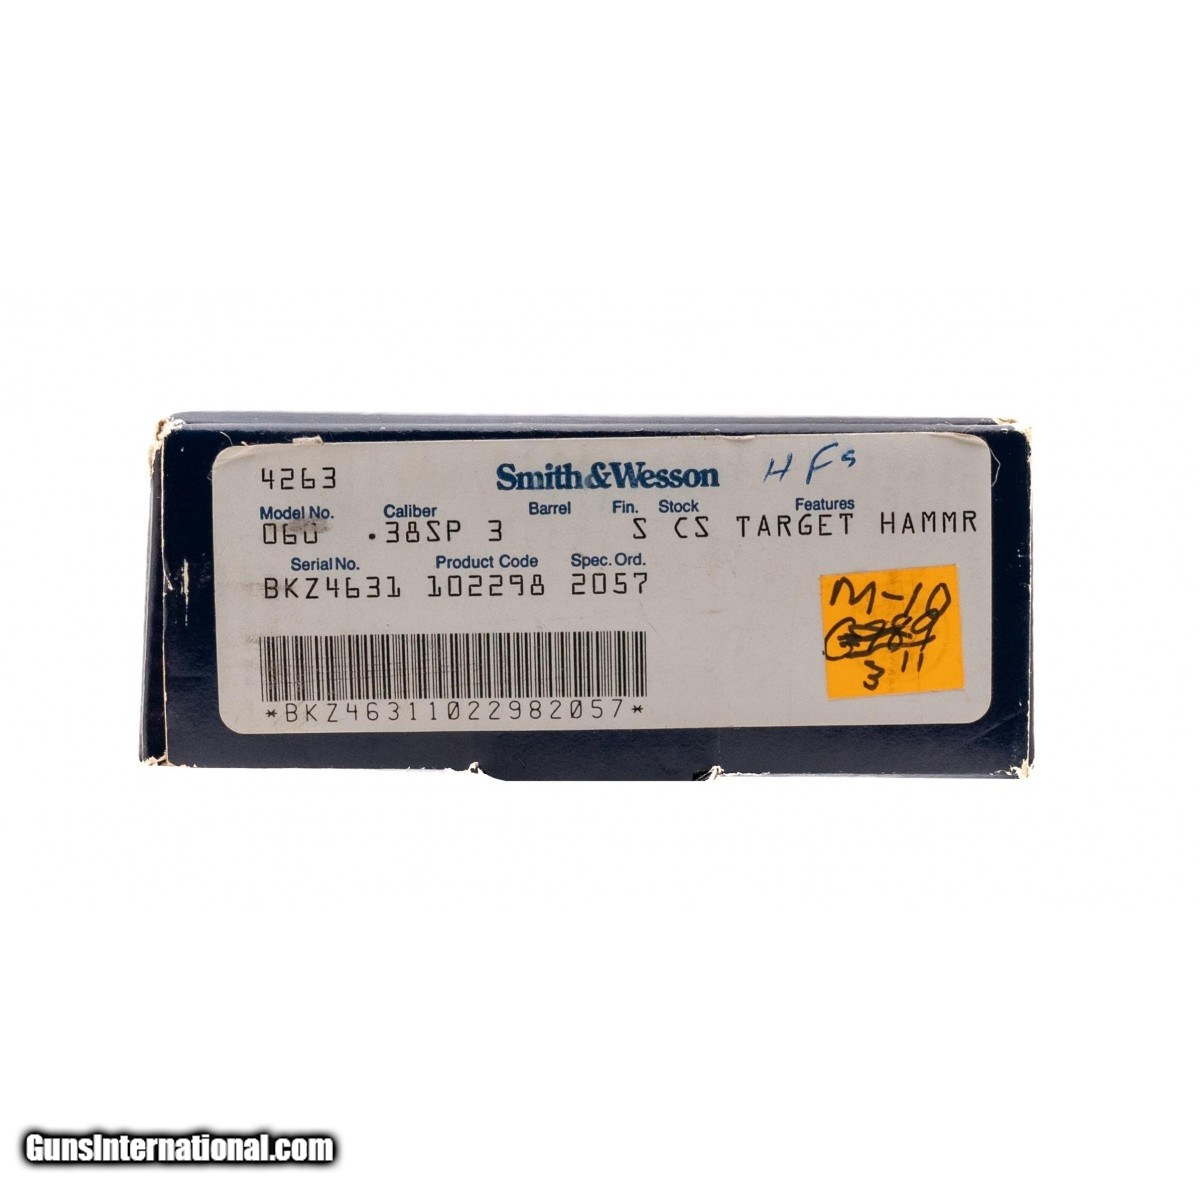 4263 Smith&Wesson H Fs
Model No. Caliber Barrel Fin. Stock Features
060 .38SP 3 S CS TARGET HAMMR
Serial No. Product Code Spec. Ord.
BKZ4631 102298 2057
*BKZ46311022982057*
M-10
3"
GunsInternational.com